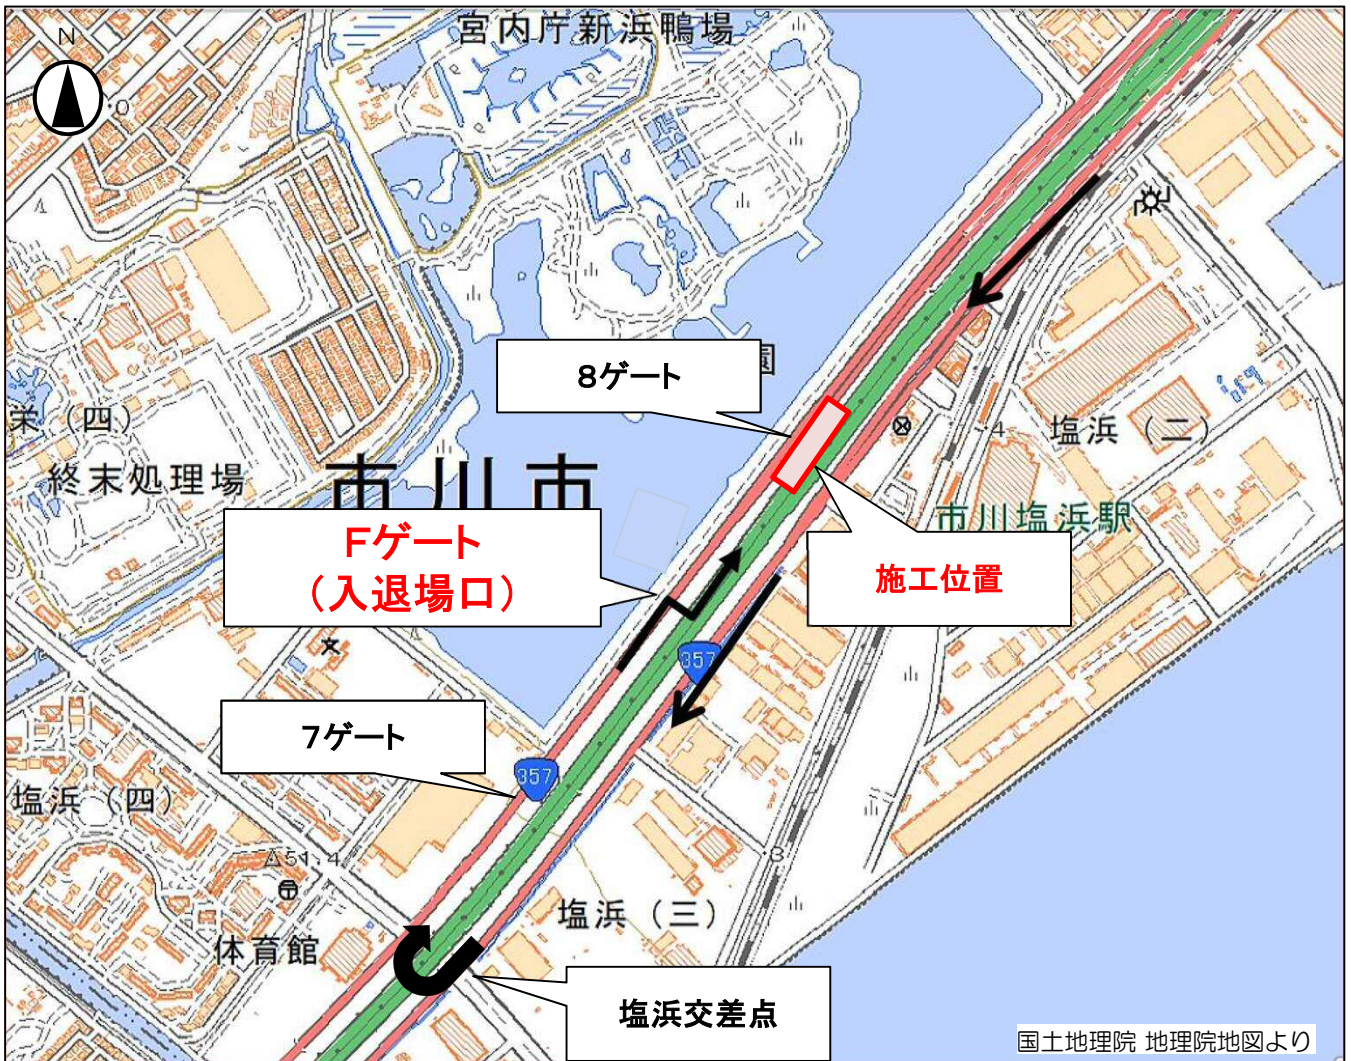 宮内庁新浜鴨場
N
8ゲート
園
栄(四)
塩浜(二)
終末処理場
市川市
市川塩浜駅
Fゲート
(入退場口)
施工位置
357
7ゲート
357
塩浜(四)
51.4
塩浜(三)
体育館
塩浜交差点
国土地理院 地理院地図より